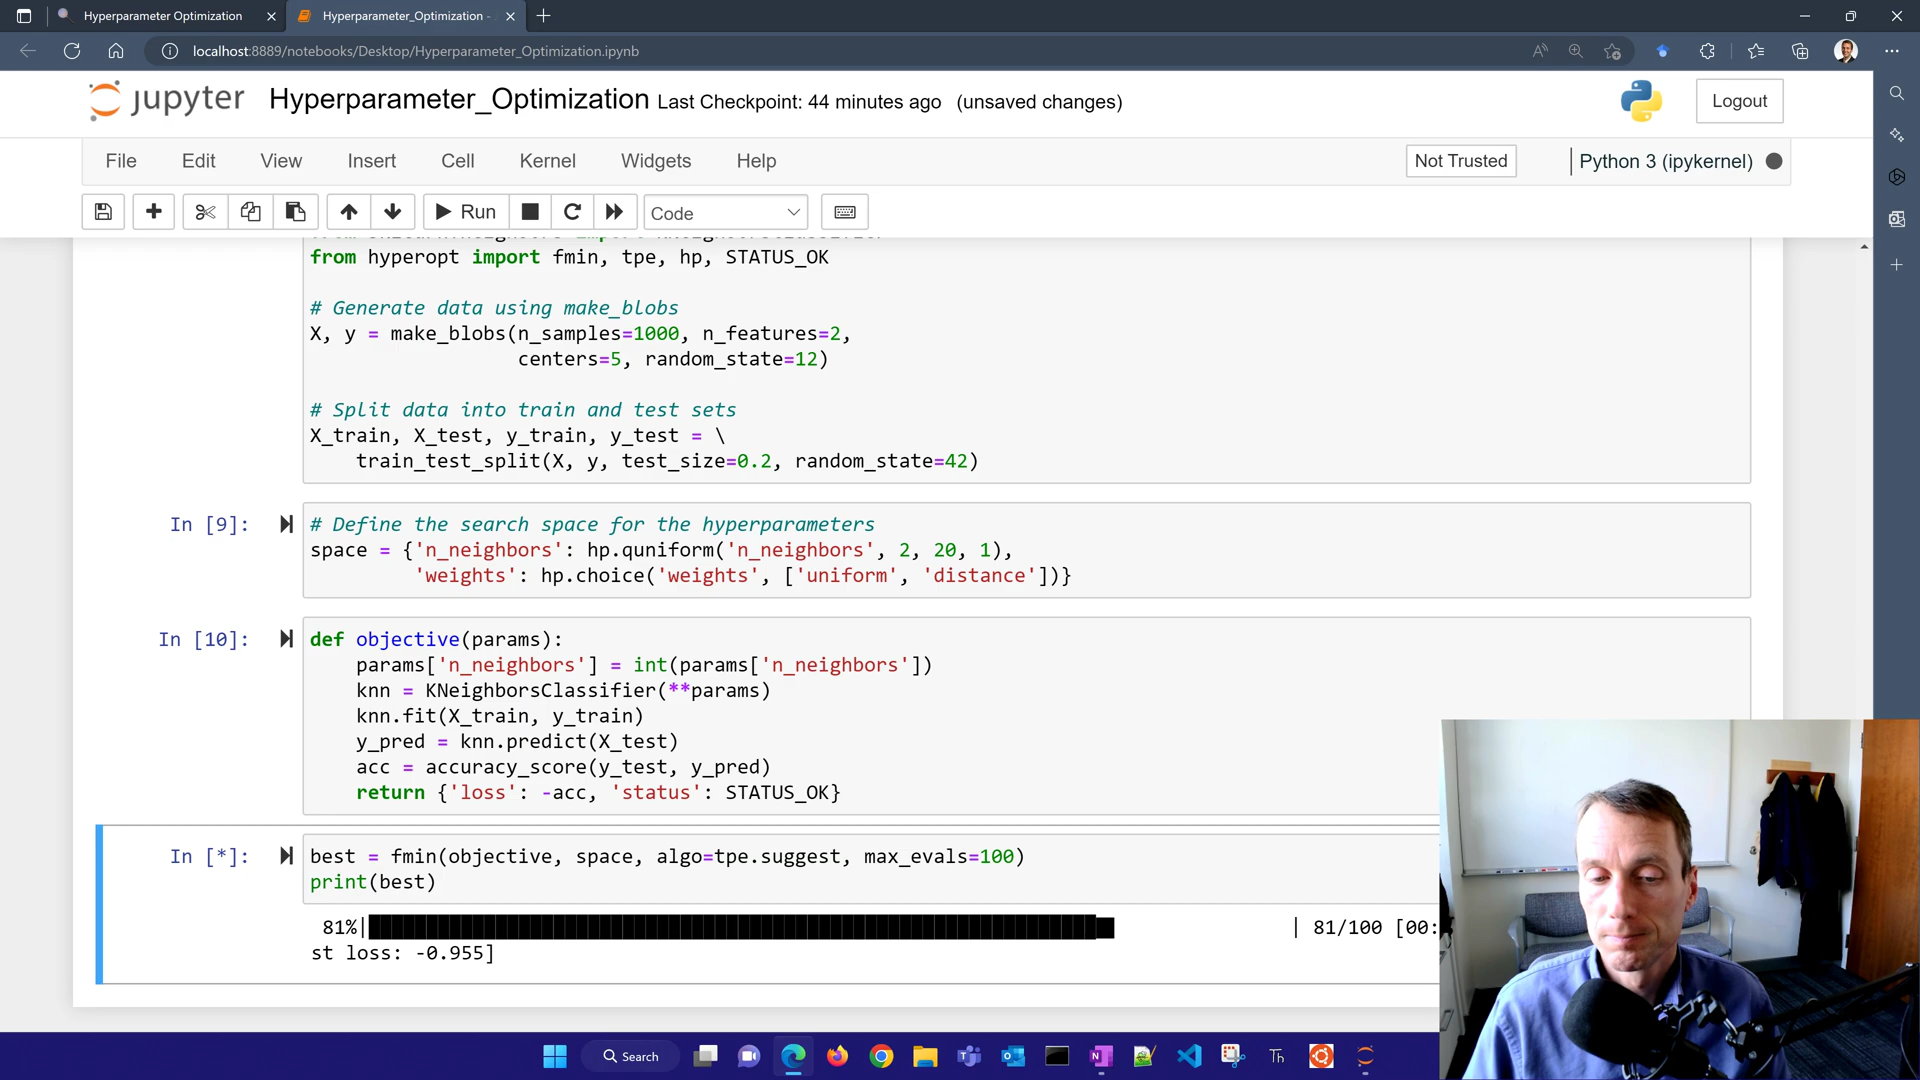 Hyperparameter Optimization
Hyperparameter_Optimization -
localhost:8889/notebooks/Desktop/Hyperparameter_Optimization.ipynb
jupyter
Hyperparameter_Optimization Last Checkpoint: 44 minutes ago (unsaved changes)
Logout
File Edit View Insert Cell Kernel Widgets Help
Not Trusted
Python 3 (ipykernel)
Run
Code
from hyperopt import fmin, tpe, hp, STATUS_OK
# Generate data using make_blobs
X, y = make_blobs(n_samples=1000, n_features=2,
centers=5, random_state=12)
# Split data into train and test sets
X_train, X_test, y_train, y_test = \
train_test_split(X, y, test_size=0.2, random_state=42)
In [9]:
# Define the search space for the hyperparameters
space = {'n_neighbors': hp.quniform('n_neighbors', 2, 20, 1),
'weights': hp.choice('weights', ['uniform', 'distance'])}
In [10]:
def objective(params):
params['n_neighbors'] = int(params['n_neighbors'])
knn = KNeighborsClassifier(**params)
knn.fit(X_train, y_train)
y_pred = knn.predict(X_test)
acc = accuracy_score(y_test, y_pred)
return {'loss': -acc, 'status': STATUS_OK}
In [*]:
best = fmin(objective, space, algo=tpe.suggest, max_evals=100)
print(best)
81%| | 81/100 [00:
st loss: -0.955]
Search
Th